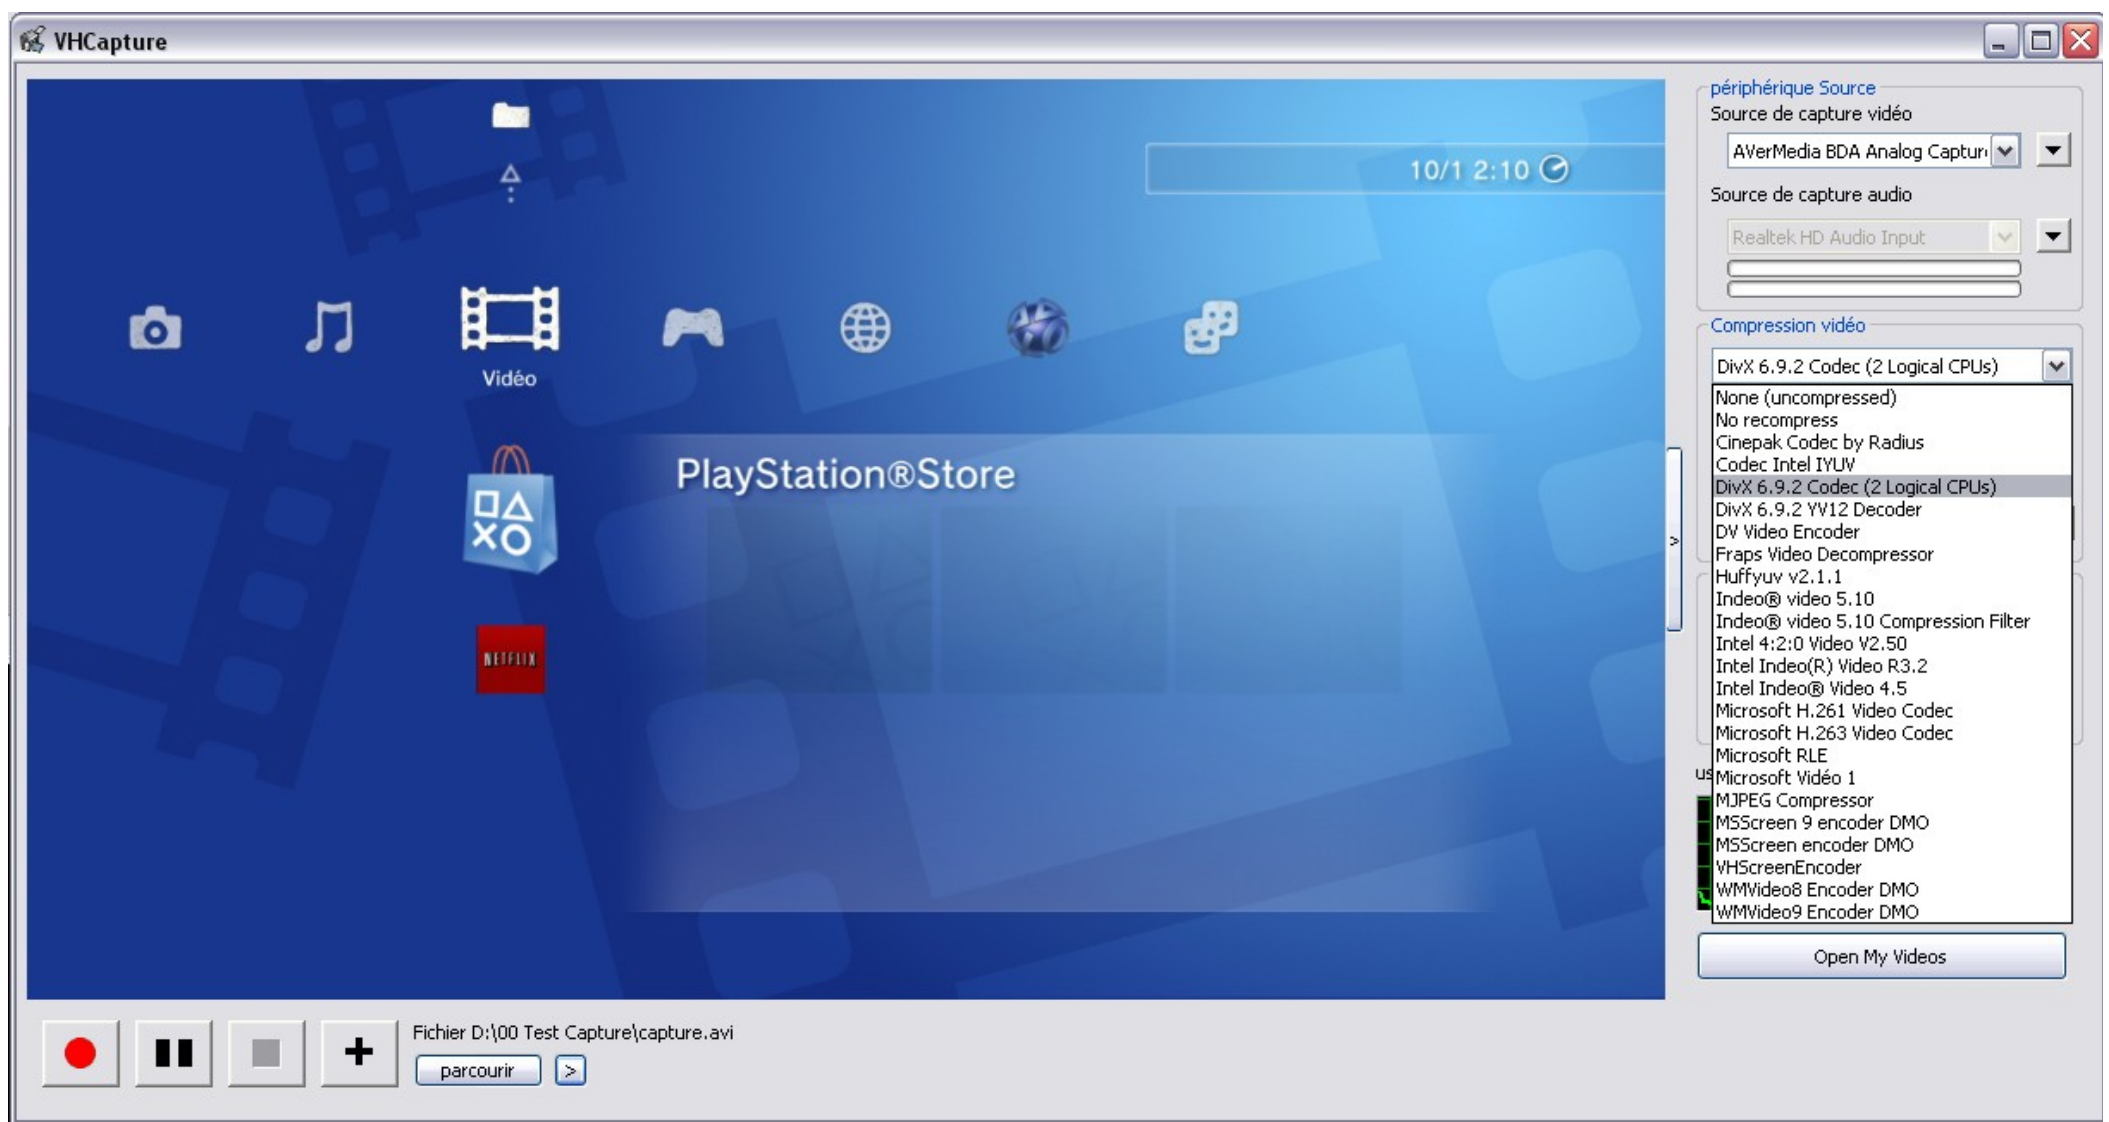 VHCapture
10/1 2:10
Vidéo
PlayStation®Store
NETFLIX
périphérique Source
Source de capture vidéo
AVerMedia BDA Analog Captur
Source de capture audio
Realtek HD Audio Input
Compression vidéo
DivX 6.9.2 Codec (2 Logical CPUs)
None (uncompressed)
No recompress
Cinepak Codec by Radius
Codec Intel IYUV
DivX 6.9.2 Codec (2 Logical CPUs)
DivX 6.9.2 YV12 Decoder
DV Video Encoder
Fraps Video Decompressor
Huffyuv v2.1.1
Indeo® video 5.10
Indeo® video 5.10 Compression Filter
Intel 4:2:0 Video V2.50
Intel Indeo(R) Video R3.2
Intel Indeo® Video 4.5
Microsoft H.261 Video Codec
Microsoft H.263 Video Codec
Microsoft RLE
Microsoft Vidéo 1
MJPEG Compressor
MSScreen 9 encoder DMO
MSScreen encoder DMO
VHScreenEncoder
WMVideo8 Encoder DMO
WMVideo9 Encoder DMO
>
Open My Videos
Fichier D:\00 Test Capture\capture.avi
parcourir >